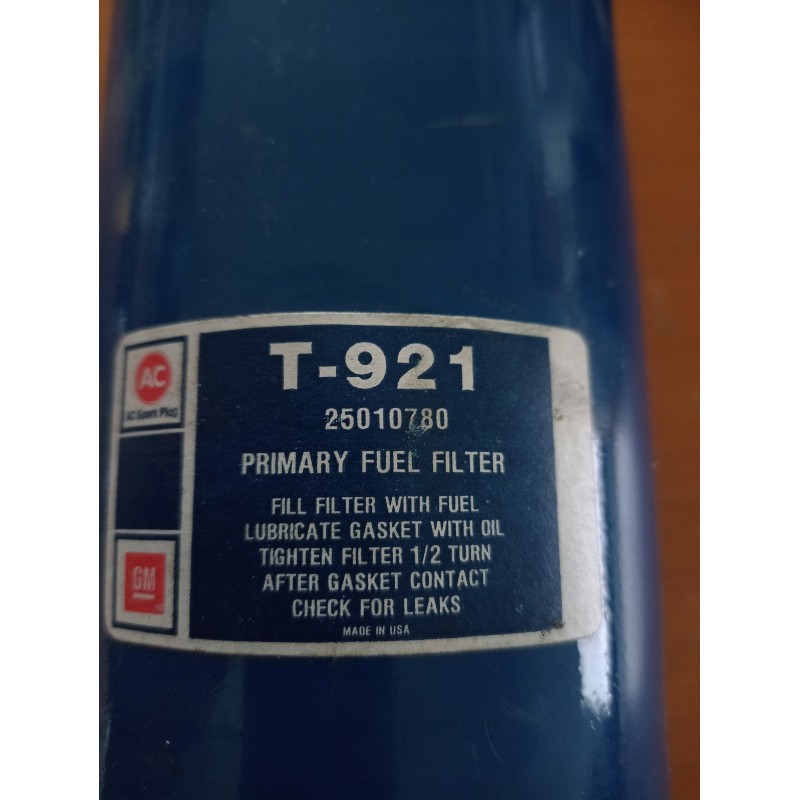 T-921
25010780
PRIMARY FUEL FILTER
FILL FILTER WITH FUEL
LUBRICATE GASKET WITH OIL
TIGHTEN FILTER 1/2 TURN
AFTER GASKET CONTACT
CHECK FOR LEAKS
MADE IN USA
AC
AC Spark Plug
GM